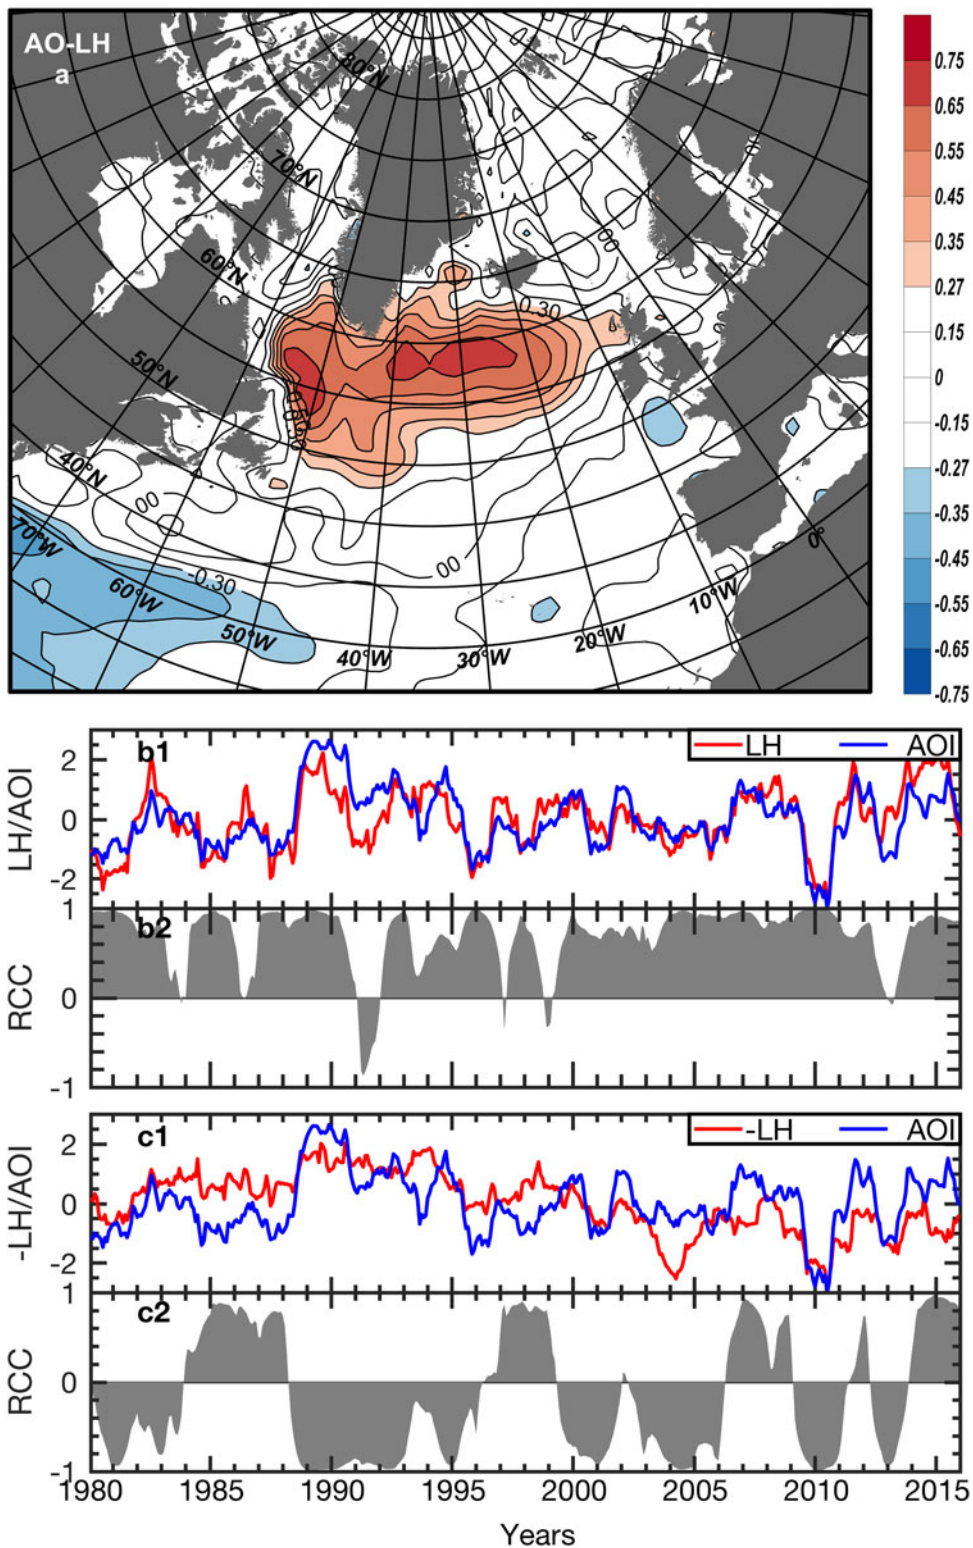 AO-LH
a
80°N
70°N
60°N
50°N
40°N
70°W
60°W
50°W
40°W
30°W
20°W
10°W
0°
00
0.30
00
00
-0.30
0.75
0.65
0.55
0.45
0.35
0.27
0.15
0
-0.15
-0.27
-0.35
-0.45
-0.55
-0.65
-0.75
b1
LH
AOI
LH/AOI
2
0
-2
b2
RCC
1
0
-1
c1
-LH
AOI
-LH/AOI
2
0
-2
c2
RCC
1
0
-1
1980
1985
1990
1995
2000
2005
2010
2015
Years